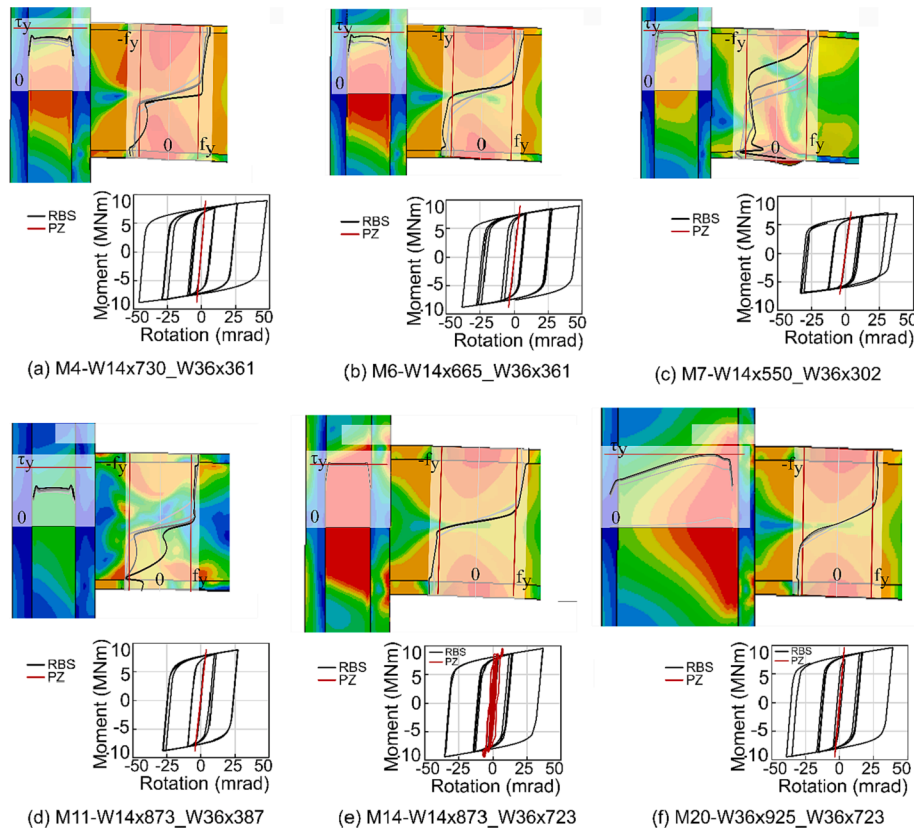 τy
-fy
0
0
fy
RBS
PZ
Moment (MNm)
10
5
0
-5
-10
-50 -25 0 25 50
Rotation (mrad)
(a) M4-W14x730_W36x361
τy
-fy
0
0
fy
RBS
PZ
Moment (MNm)
10
5
0
-5
-10
-50 -25 0 25 50
Rotation (mrad)
(b) M6-W14x665_W36x361
τy
-fy
0
0
fy
RBS
PZ
Moment (MNm)
10
5
0
-5
-10
-50 -25 0 25 50
Rotation (mrad)
(c) M7-W14x550_W36x302
τy
-fy
0
0
fy
RBS
PZ
Moment (MNm)
10
5
0
-5
-10
-50 -25 0 25 50
Rotation (mrad)
(d) M11-W14x873_W36x387
τy
-fy
0
0
fy
RBS
PZ
RBS
PZ
Moment (MNm)
10
5
0
-5
-10
-50 -25 0 25 50
Rotation (mrad)
(e) M14-W14x873_W36x723
τy
-fy
0
0
fy
RBS
PZ
RBS
PZ
Moment (MNm)
10
5
0
-5
-10
-50 -25 0 25 50
Rotation (mrad)
(f) M20-W36x925_W36x723